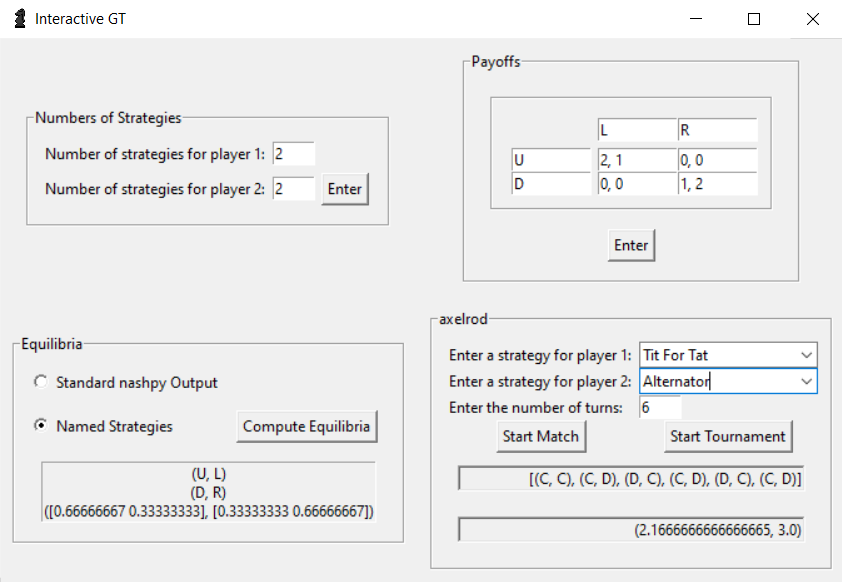 Interactive GT
Numbers of Strategies
Number of strategies for player 1: 2
Number of strategies for player 2: 2 Enter
Payoffs
L R
U 2, 1 0, 0
D 0, 0 1, 2
Enter
Equilibria
Standard nashpy Output
Named Strategies Compute Equilibria
(U, L)
(D, R)
([0.66666667 0.33333333], [0.33333333 0.66666667])
axelrod
Enter a strategy for player 1: Tit For Tat
Enter a strategy for player 2: Alternator
Enter the number of turns: 6
Start Match Start Tournament
[(C, C), (C, D), (D, C), (C, D), (D, C), (C, D)]
(2.1666666666666665, 3.0)